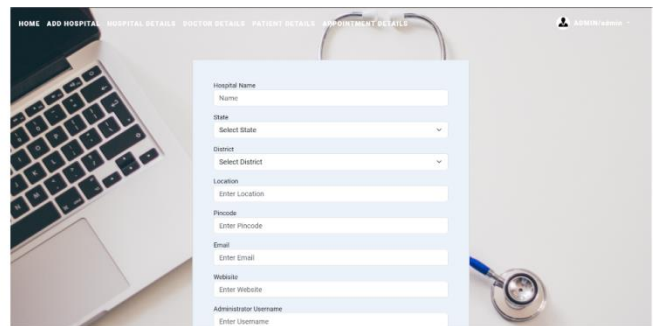 HOME ADD HOSPITAL HOSPITAL DETAILS DOCTOR DETAILS PATIENT DETAILS APPOINTMENT DETAILS ADMIN/admin
Hospital Name
Name
State
Select State
District
Select District
Location
Enter Location
Pincode
Enter Pincode
Email
Enter Email
Website
Enter Website
Administrator Username
Enter Username